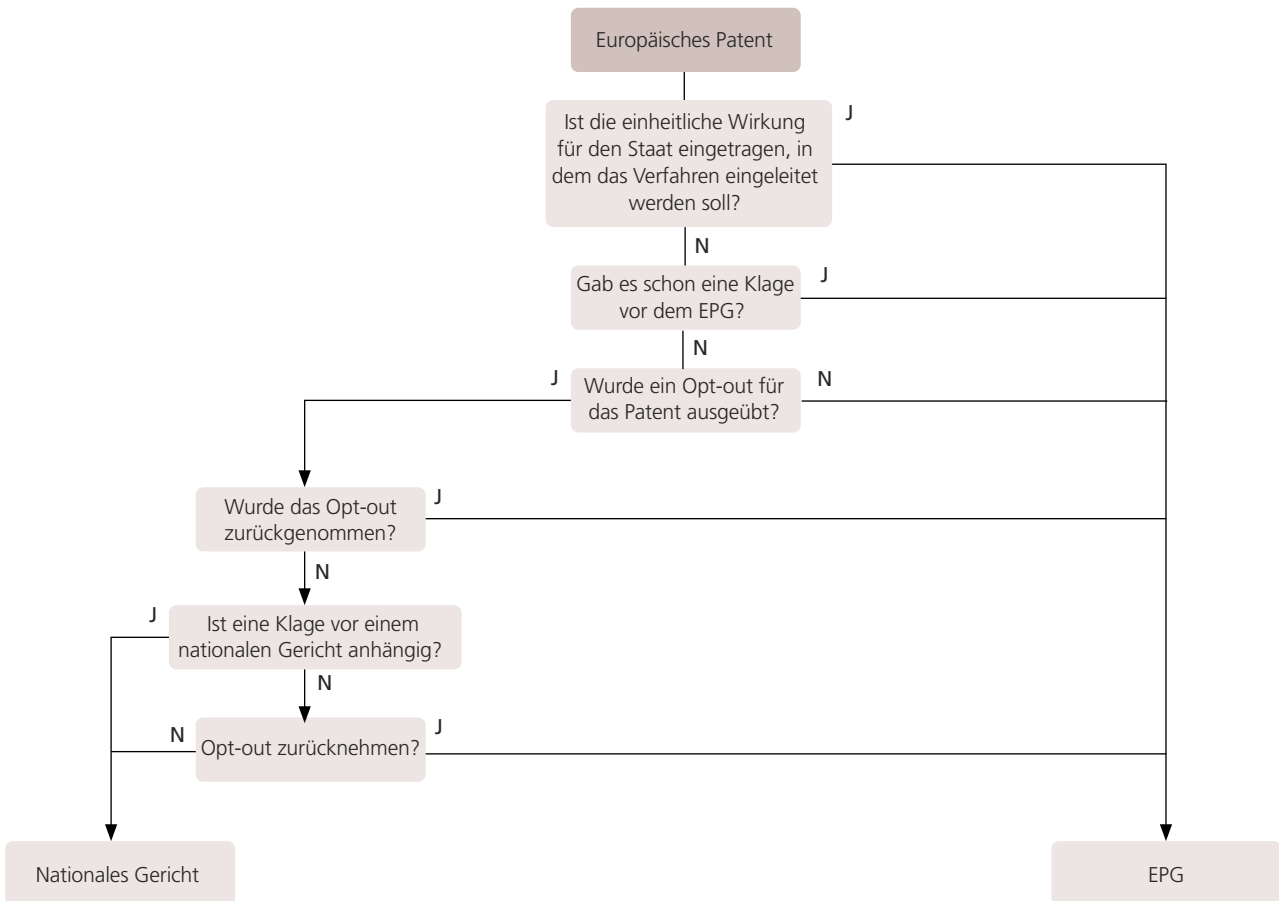 Europäisches Patent
Ist die einheitliche Wirkung
für den Staat eingetragen, in
dem das Verfahren eingeleitet
werden soll?
J
N
Gab es schon eine Klage
vor dem EPG?
J
N
J
Wurde ein Opt-out für
das Patent ausgeübt?
N
Wurde das Opt-out
zurückgenommen?
J
N
J
Ist eine Klage vor einem
nationalen Gericht anhängig?
N
N
Opt-out zurücknehmen?
J
Nationales Gericht
EPG